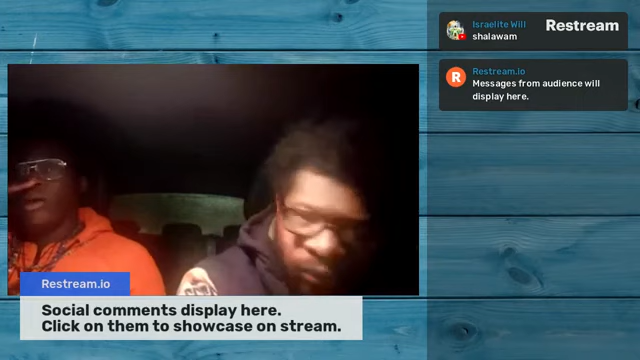 Israelite Will
Restream
shalawam
R
Restream.io
Messages from audience will
display here.
Restream.io
Social comments display here.
Click on them to showcase on stream.